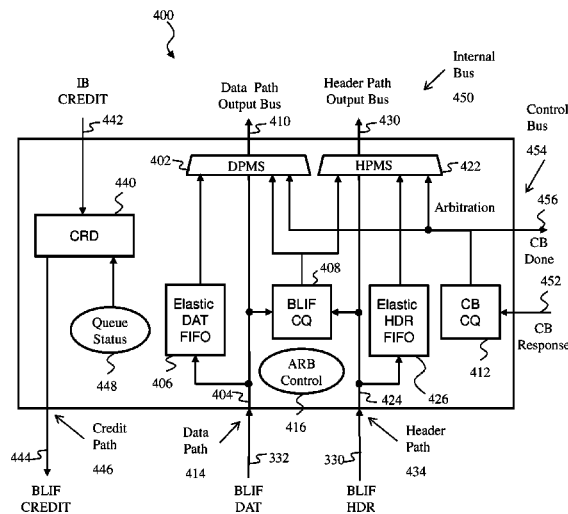 400
Internal
Bus
450
Data Path
Output Bus
410
Header Path
Output Bus
430
IB
CREDIT
442
Control
Bus
454
402
DPMS
HPMS
422
440
CRD
Arbitration
456
CB
Done
408
Elastic
DAT
FIFO
BLIF
CQ
Elastic
HDR
FIFO
CB
CQ
452
CB
Response
Queue
Status
412
448
406
ARB
Control
404
416
424
426
Credit
Path
446
444
Data
Path
414
332
330
Header
Path
434
BLIF
CREDIT
BLIF
DAT
BLIF
HDR